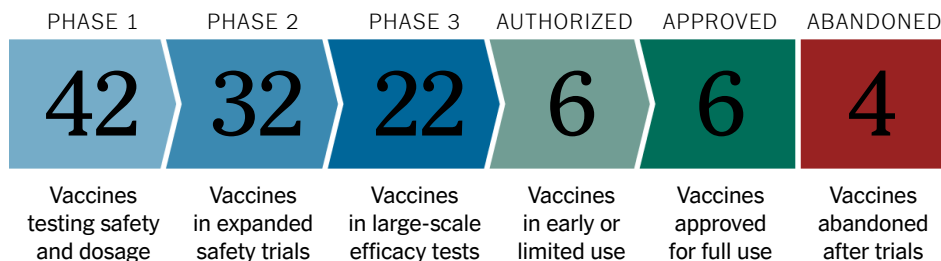 PHASE 1 PHASE 2 PHASE 3 AUTHORIZED APPROVED ABANDONED
42 32 22 6 6 4
Vaccines Vaccines Vaccines Vaccines Vaccines Vaccines
testing safety in expanded in large-scale in early or approved abandoned
and dosage safety trials efficacy tests limited use for full use after trials